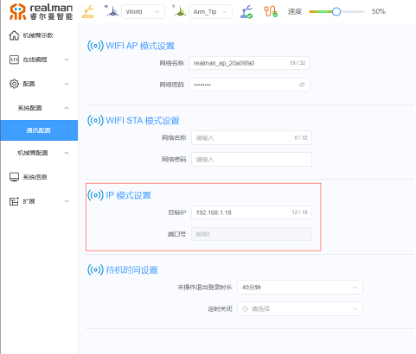 realman
睿尔曼智能
World
Arm_Tip
速度
50%
机械臂示教
在线编程
配置
系统配置
通讯配置
机械臂配置
系统信息
扩展
WIFI AP 模式设置
网络名称 realman_ap_20a09fa0 19 / 32
网络密码 ••••••••
WIFI STA 模式设置
网络名称 请输入 0 / 32
网络密码 请输入
IP 模式设置
目标IP 192.168.1.18 12 / 15
端口号 8080
待机时间设置
未操作退出登录时长 45分钟
定时关闭 请选择